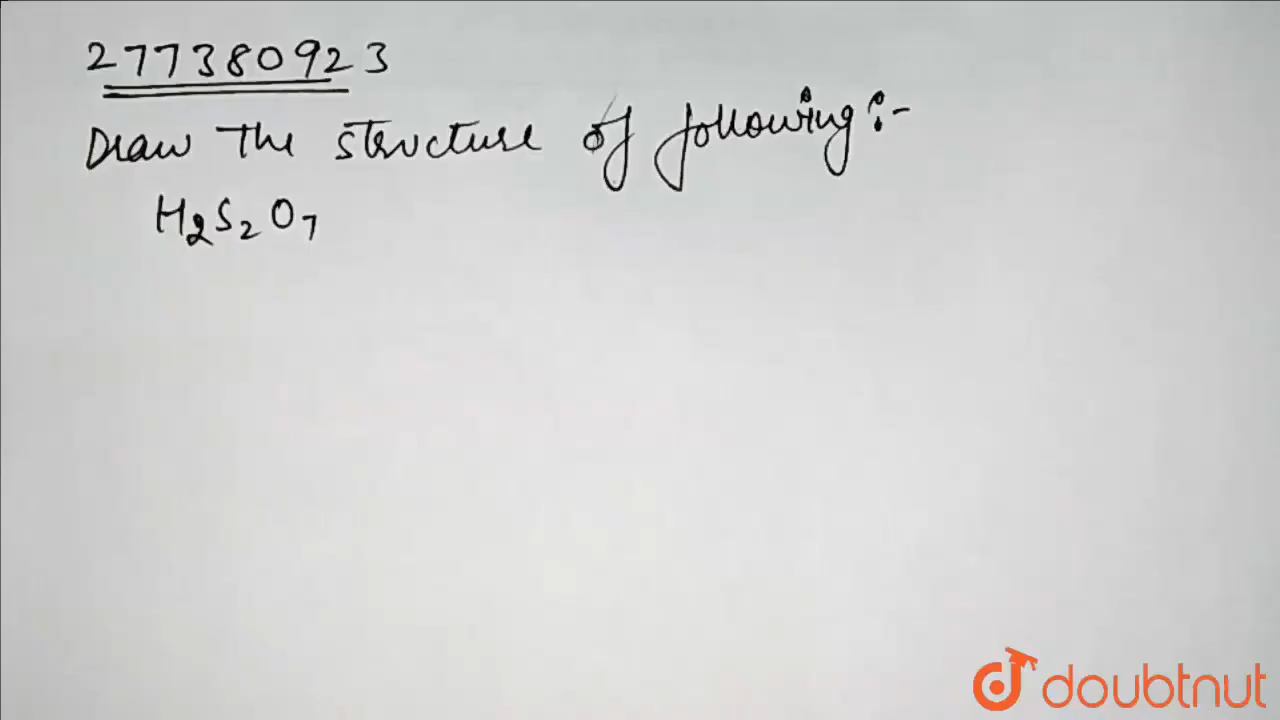 277380923
Draw The structure of following:-
H2S2O7
doubtnut